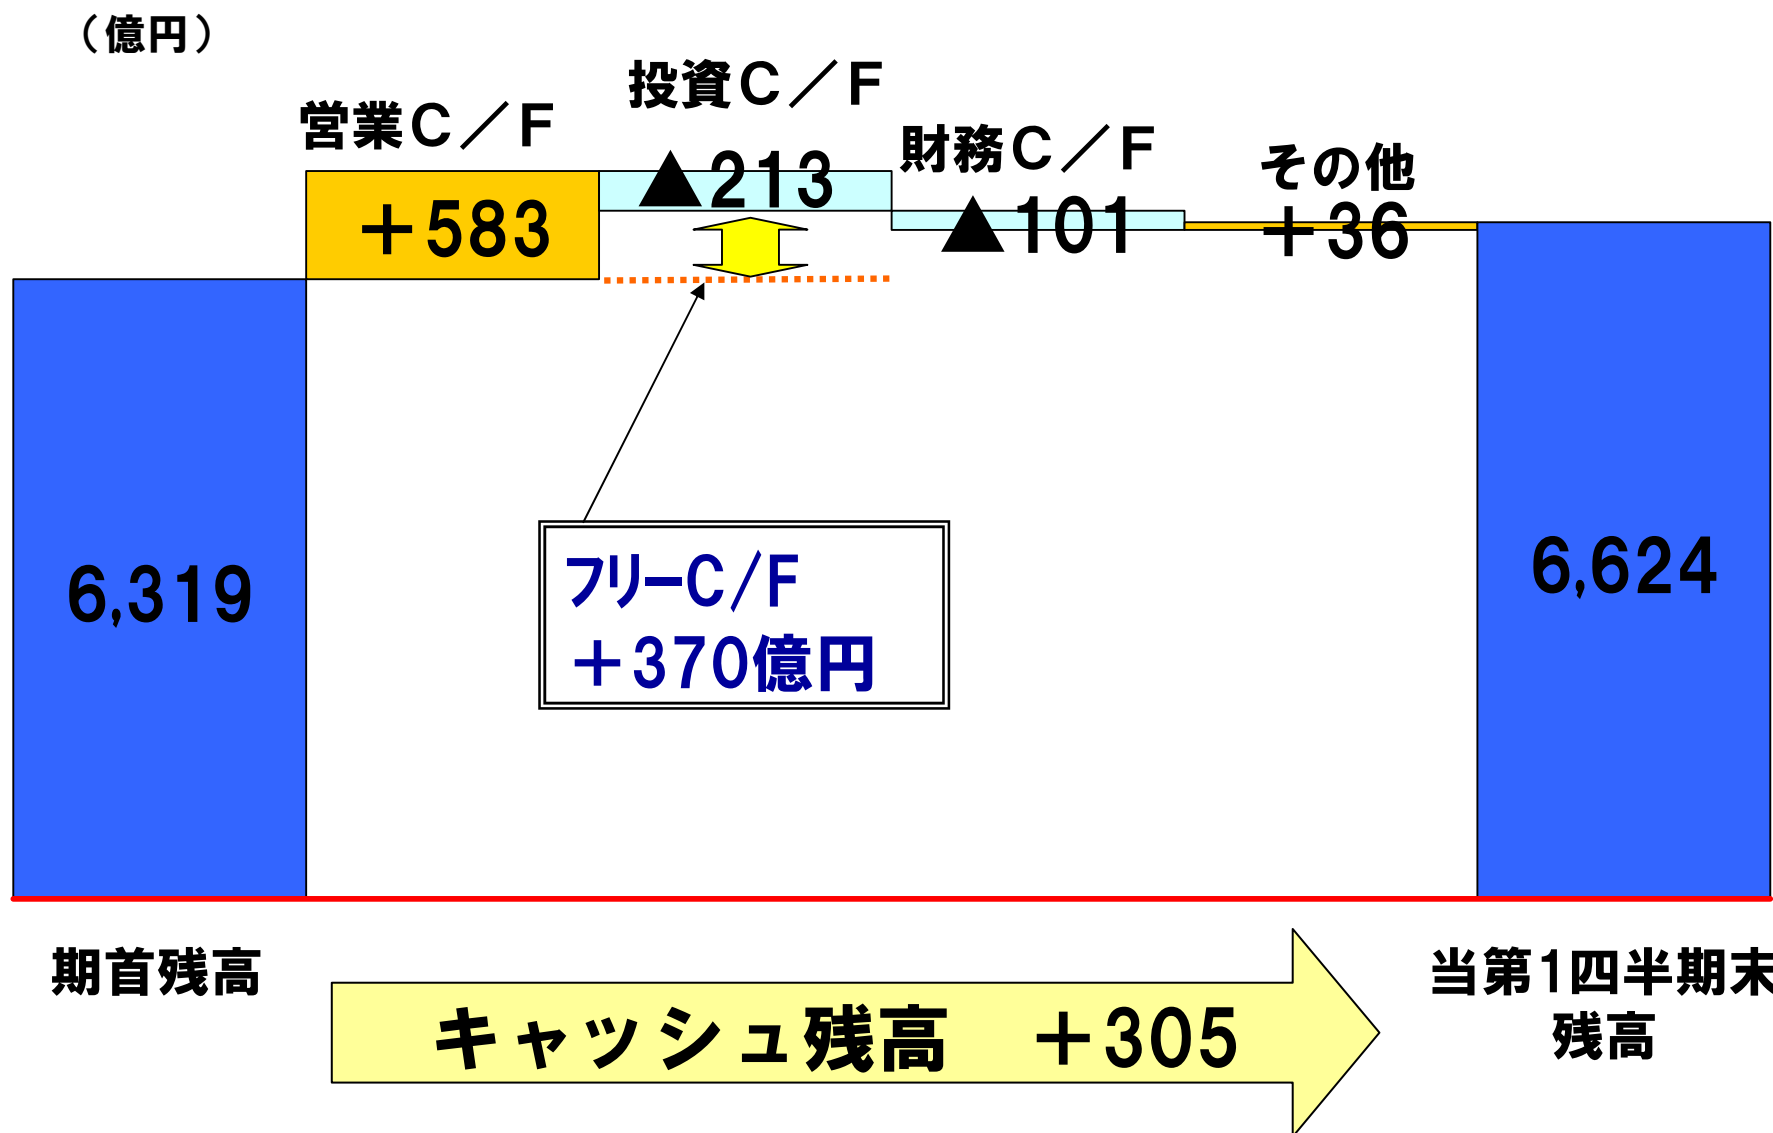 （億円）
営業Ｃ／Ｆ
＋583
投資Ｃ／Ｆ
▲213
財務Ｃ／Ｆ
▲101
その他
＋36
6,319
フリーC/F
＋370億円
6,624
期首残高
キャッシュ残高　＋305
当第1四半期末
残高